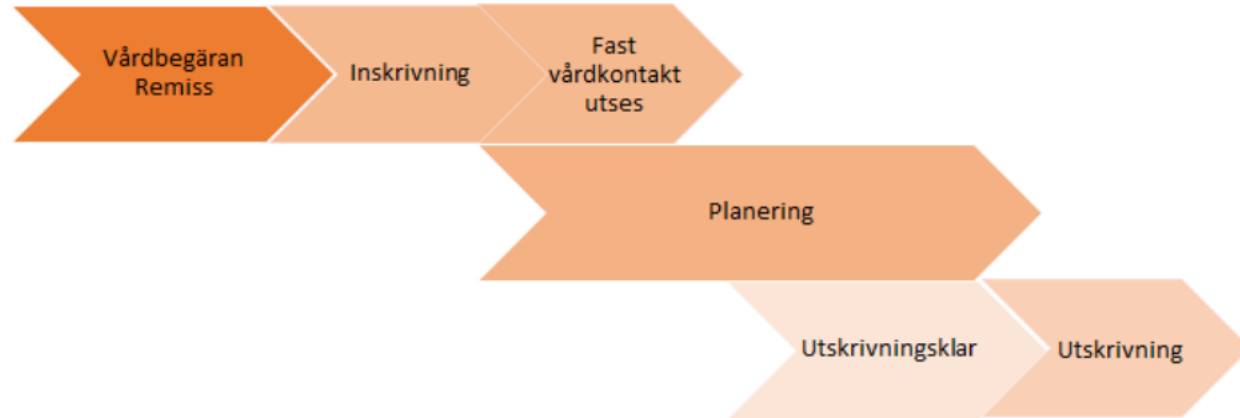 Vårdbegäran
Remiss
Inskrivning
Fast
vårdkontakt
utses
Planering
Utskrivningsklar
Utskrivning